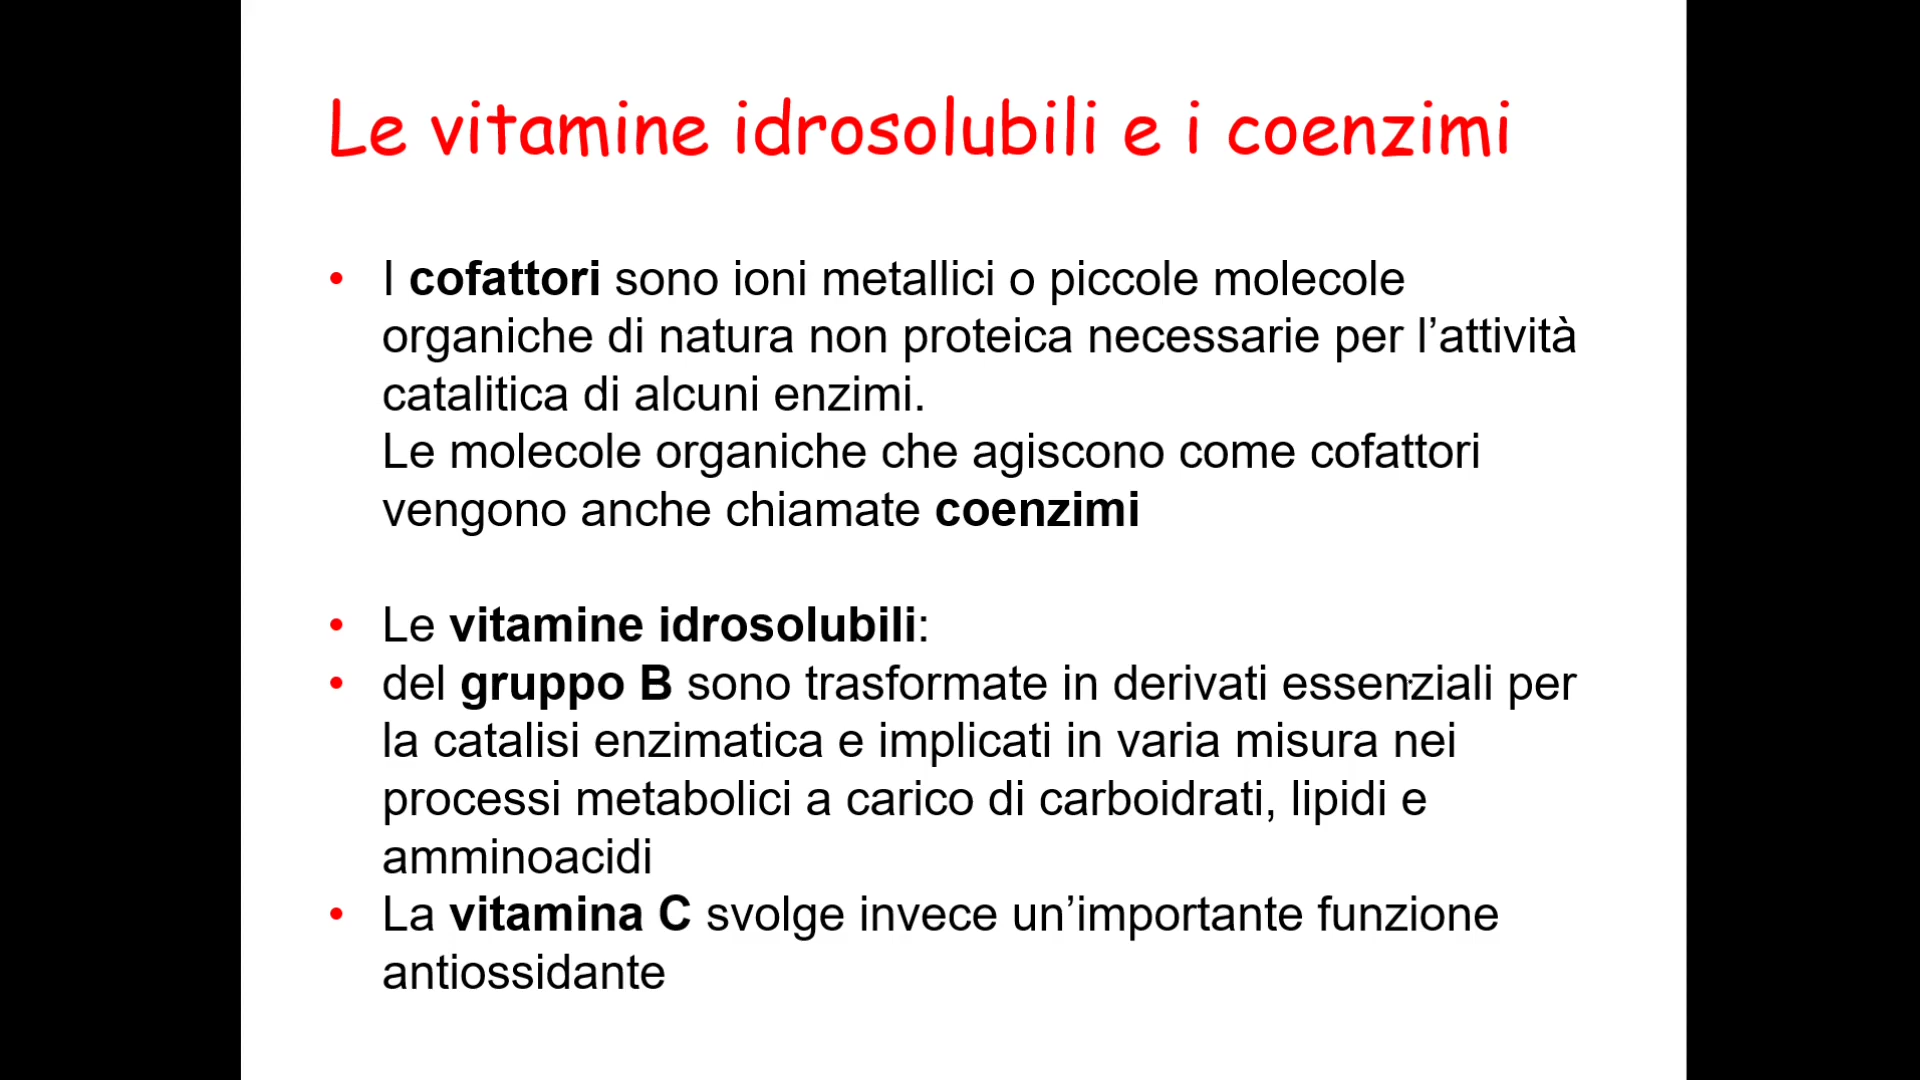 Le vitamine idrosolubili e i coenzimi
• I cofattori sono ioni metallici o piccole molecole
organiche di natura non proteica necessarie per l’attività
catalitica di alcuni enzimi.
Le molecole organiche che agiscono come cofattori
vengono anche chiamate coenzimi
• Le vitamine idrosolubili:
• del gruppo B sono trasformate in derivati essenziali per
la catalisi enzimatica e implicati in varia misura nei
processi metabolici a carico di carboidrati, lipidi e
amminoacidi
• La vitamina C svolge invece un’importante funzione
antiossidante